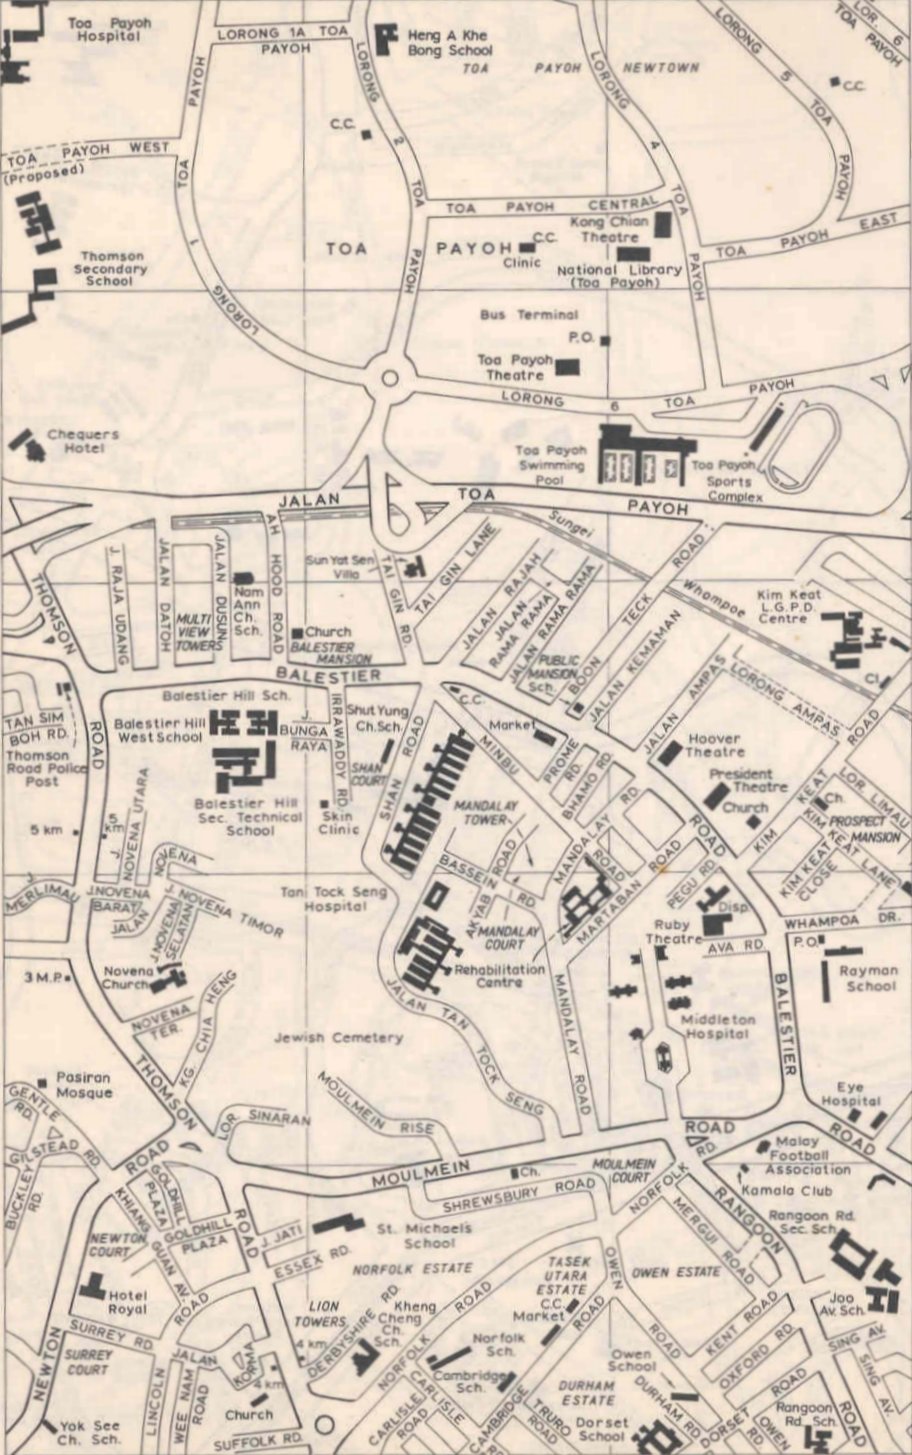 Toa Payoh
Hospital
LORONG 1A TOA
PAYOH
Heng A Khe
Bong School
TOA PAYOH NEWTOWN
LORONG 5 TOA PAYOH
LOR. 6
TOA PAYOH
C.C.
LORONG 4 TOA PAYOH
LORONG 2 TOA PAYOH
C.C.
TOA PAYOH WEST
(Proposed)
LORONG 1 TOA PAYOH
TOA PAYOH CENTRAL
Kong Chian
Theatre
C.C.
Clinic
National Library
(Toa Payoh)
TOA PAYOH EAST
TOA PAYOH
Thomson
Secondary
School
Bus Terminal
P.O.
Toa Payoh
Theatre
LORONG 6 TOA PAYOH
Chequers
Hotel
Toa Payoh
Swimming
Pool
Toa Payoh
Sports
Complex
JALAN TOA PAYOH
Sungei Whampoe
THOMSON ROAD
J. RAJA UDANG
JALAN DATOH
JALAN DUSUN
MULTI
VIEW
TOWERS
Nam
Ann
Ch.
Sch.
AH HOOD ROAD
Church
BALESTIER
MANSION
Sun Yat Sen
Villa
TAI GIN RD.
TAI GIN LANE
JALAN RAJAH
JALAN
RAMA RAMA
JALAN RAMA RAMA
PUBLIC
MANSION
Sch.
BOON TECK ROAD
JALAN KEMAMAN
Kim Keat
L.G.P.D.
Centre
Cl
JALAN AMPAS
LORONG AMPAS
BALESTIER
Balestier Hill Sch.
Balestier Hill
West School
J.
BUNGA
RAYA
IRRAWADDY RD.
Shut Yung
Ch.Sch.
SHAN
COURT
SHAN ROAD
C.C.
Market
MINBU
PROME
RD.
BHAMO RD.
Hoover
Theatre
President
Theatre
Church
ROAD
KIM KEAT ROAD
Ch.
LOR. LIMAU
PROSPECT
MANSION
KIM KEAT LANE
KIM KEAT
CLOSE
TAN SIM
BOH RD.
Thomson
Road Police
Post
5 km
5
km
Balestier Hill
Sec. Technical
School
Skin
Clinic
MANDALAY
TOWER
MANDALAY RD.
ROAD
BASSEIN RD
AKYAB ROAD
MANDALAY
COURT
MARTABAN ROAD
PEGU RD.
Disp.
Ruby
Theatre
AVA RD.
WHAMPOA DR.
P.O.
Rayman
School
J. MERLIMAU
J. NOVENA UTARA
NOVENA
J. NOVENA
BARAT
JALAN
J. NOVENA
SELATAN
J. NOVENA TIMOR
Tan Tock Seng
Hospital
Rehabilitation
Centre
3 M.P.
Novena
Church
NOVENA
TER.
KG. CHIA HENG
Jewish Cemetery
JALAN TAN TOCK SENG
MANDALAY ROAD
Middleton
Hospital
BALESTIER ROAD
Eye
Hospital
Pasiran
Mosque
GENTLE
RD.
GILSTEAD RD.
BUCKLEY
RD.
THOMSON
ROAD
LOR. SINARAN
MOULMEIN RISE
MOULMEIN ROAD
RD.
Ch.
MOULMEIN
COURT
Malay
Football
Association
Kamala Club
SHREWSBURY ROAD
NORFOLK
RANGOON
Rangoon Rd.
Sec. Sch.
GOLDHILL
PLAZA
KHIANG GUAN AV.
GOLDHILL
PLAZA
NEWTON
COURT
ROAD
J. JATI
ESSEX RD.
St. Michaels
School
NORFOLK ESTATE
TASEK
UTARA
ESTATE
C.C.
Market
OWEN ROAD
OWEN ESTATE
MERGUI ROAD
Joo
Av. Sch.
Hotel
Royal
LION
TOWERS
DERBYSHIRE RD.
Kheng
Cheng
Ch.
Sch.
NORFOLK ROAD
ROAD
Norfolk
Sch.
KENT ROAD
OXFORD RD.
SING AV.
SING AV.
SURREY RD.
SURREY
COURT
NEWTON
LINCOLN ROAD
WEE NAM
ROAD
JALAN
KORMA
4 km
4 km
Cambridge
Sch.
CAMBRIDGE
Owen
School
DURHAM
ESTATE
DURHAM RD.
DORSET ROAD
OWEN
RD.
Rangoon
Rd. Sch.
ROAD
Yok See
Ch. Sch.
Church
SUFFOLK RD.
CARLISLE
ROAD
CARLISLE
TRURO
ROAD
Dorset
School